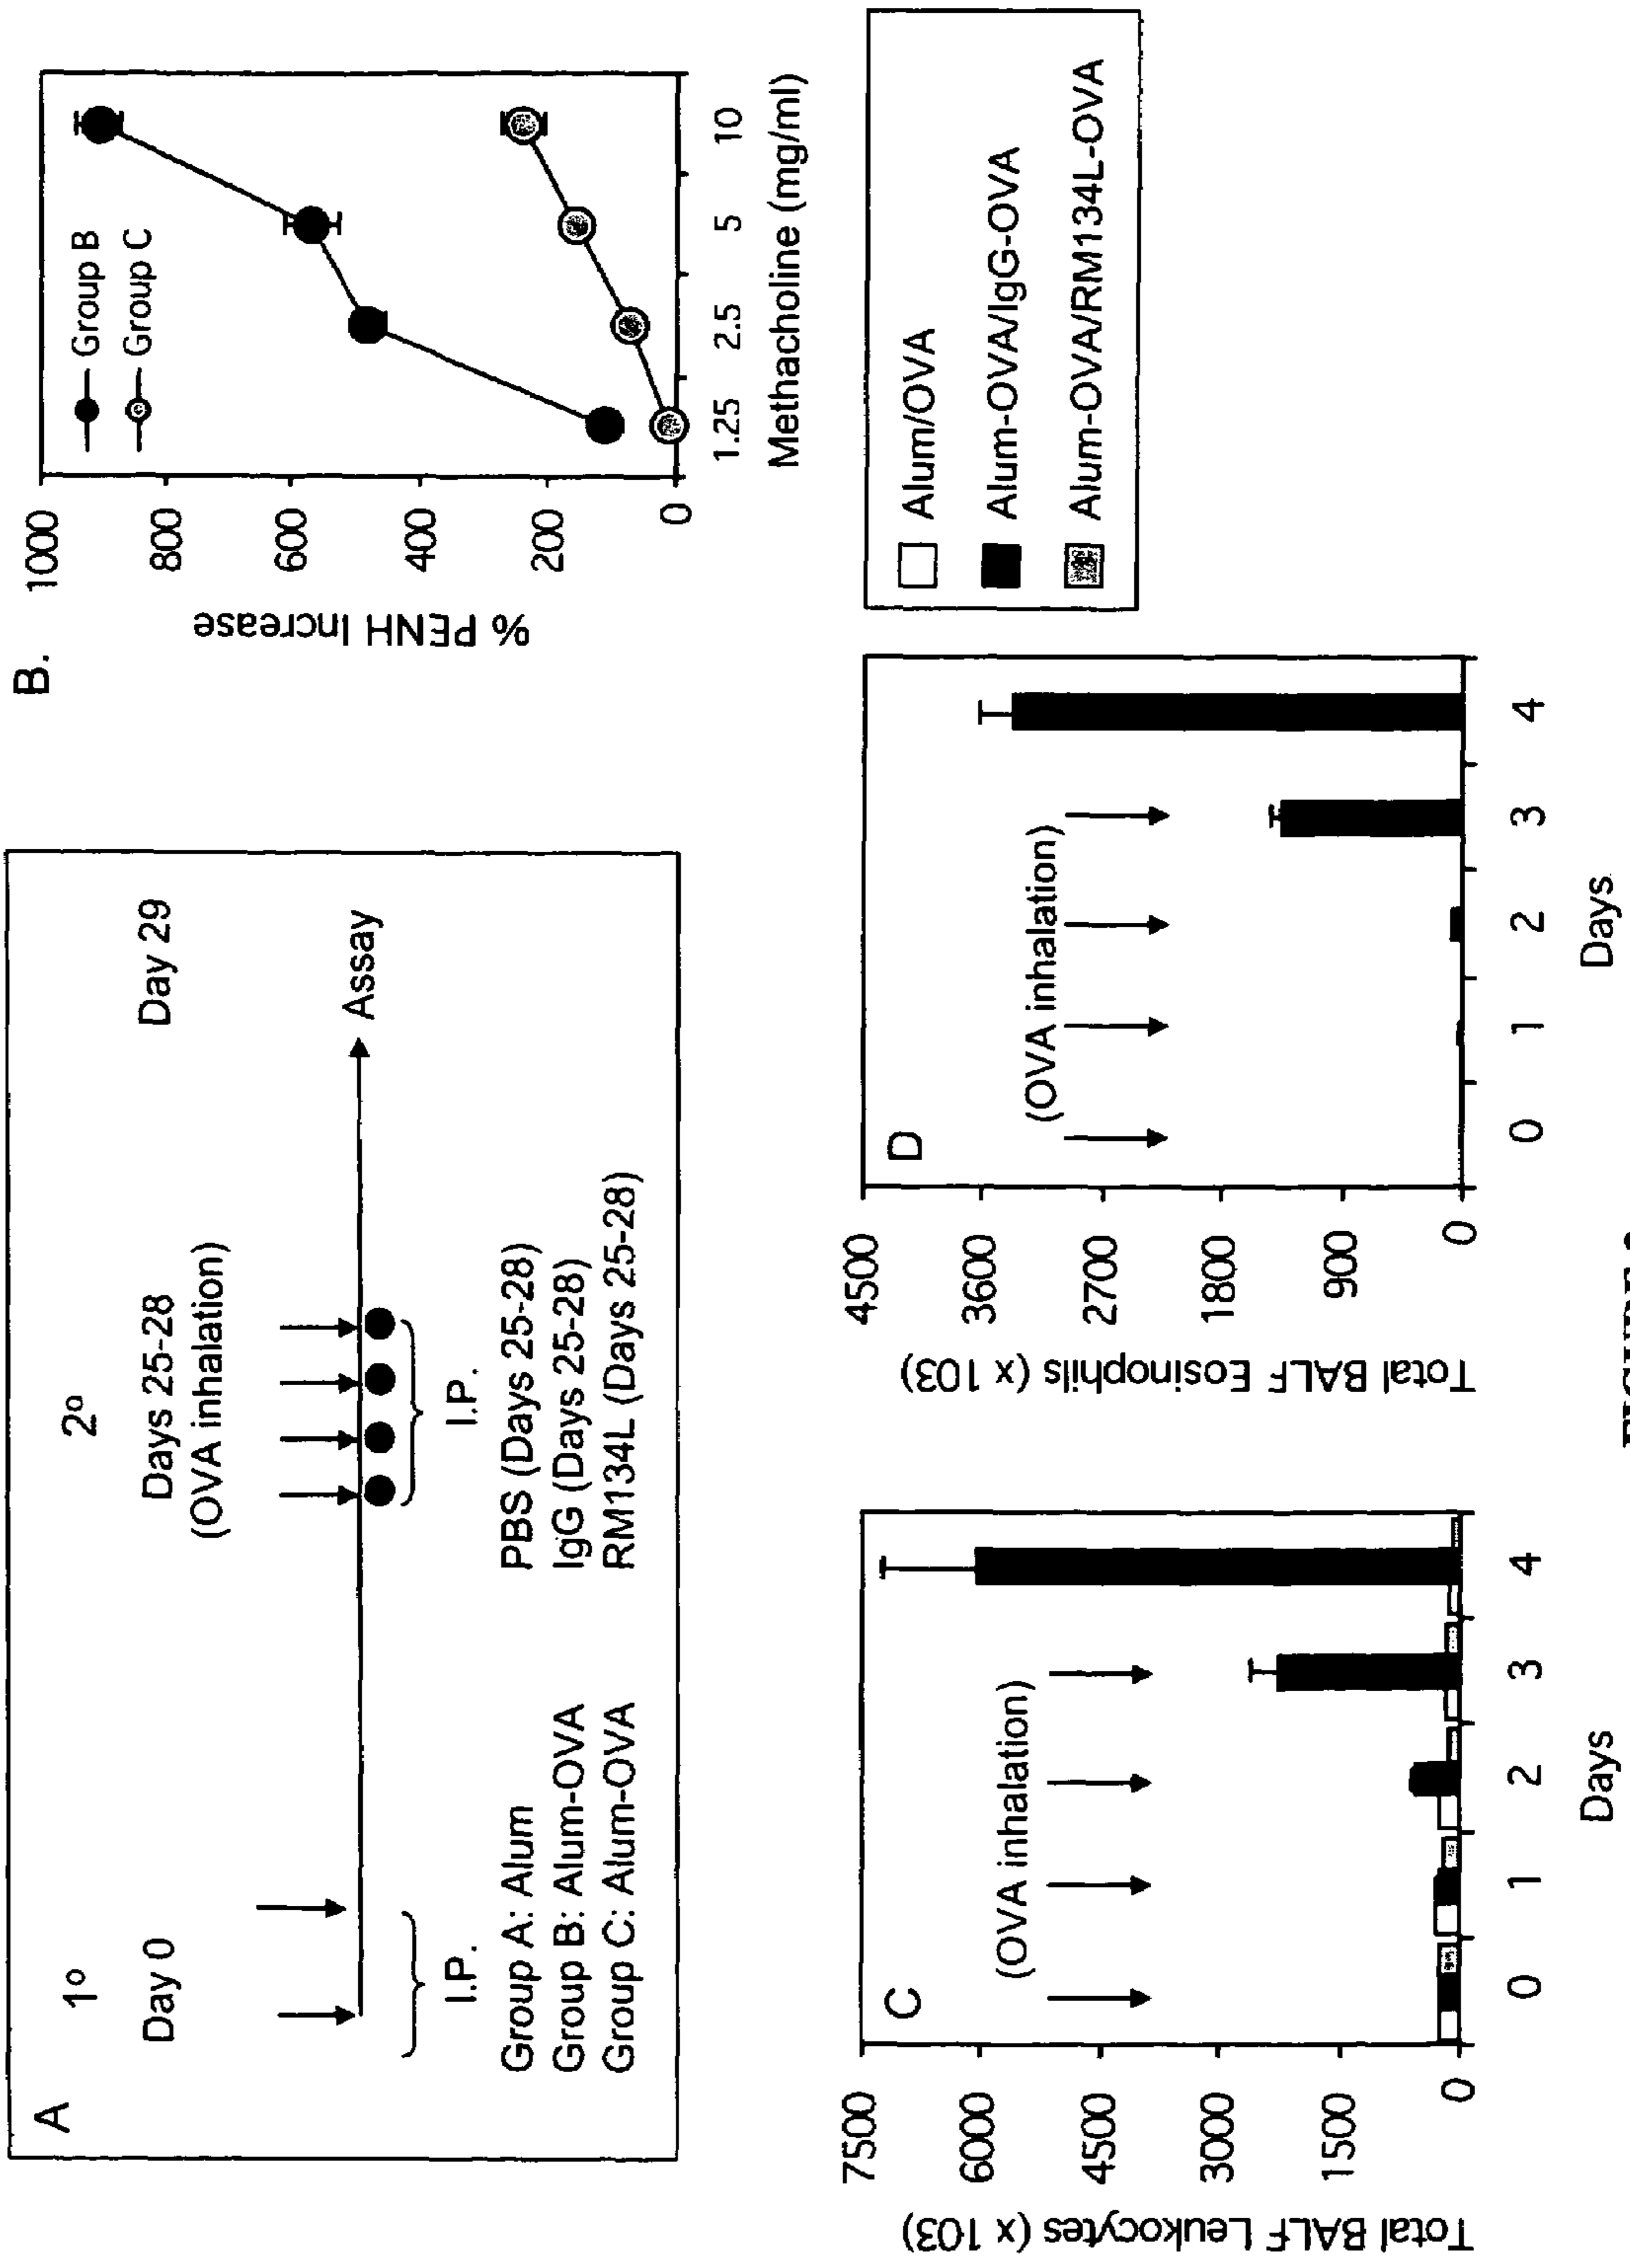 A
1º
2º
Day 0
Days 25-28
(OVA inhalation)
Day 29
Assay
I.P.
I.P.
Group A: Alum
PBS (Days 25-28)
Group B: Alum-OVA
IgG (Days 25-28)
Group C: Alum-OVA
RM134L (Days 25-28)
B.
% PENH Increase
1000
800
600
400
200
0
Group B
Group C
1.25 2.5 5 10
Methacholine (mg/ml)
C
Total BALF Leukocytes (x 103)
7500
6000
4500
3000
1500
0
(OVA inhalation)
0 1 2 3 4
Days
D
Total BALF Eosinophils (x 103)
4500
3600
2700
1800
900
0
(OVA inhalation)
0 1 2 3 4
Days
Alum/OVA
Alum-OVA/IgG-OVA
Alum-OVA/RM134L-OVA